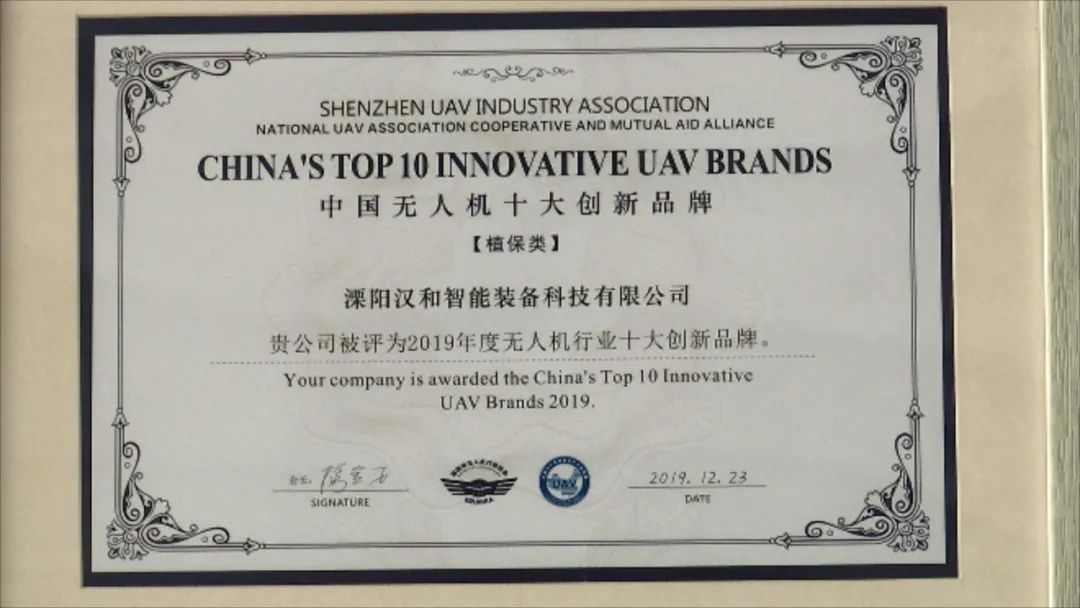 SHENZHEN UAV INDUSTRY ASSOCIATION
NATIONAL UAV ASSOCIATION COOPERATIVE AND MUTUAL AID ALLIANCE
CHINA'S TOP 10 INNOVATIVE UAV BRANDS
中国无人机十大创新品牌
【植保类】
溧阳汉和智能装备科技有限公司
贵公司被评为2019年度无人机行业十大创新品牌。
Your company is awarded the China's Top 10 Innovative
UAV Brands 2019.
UAV
2019.12.23
SIGNATURE
DATE